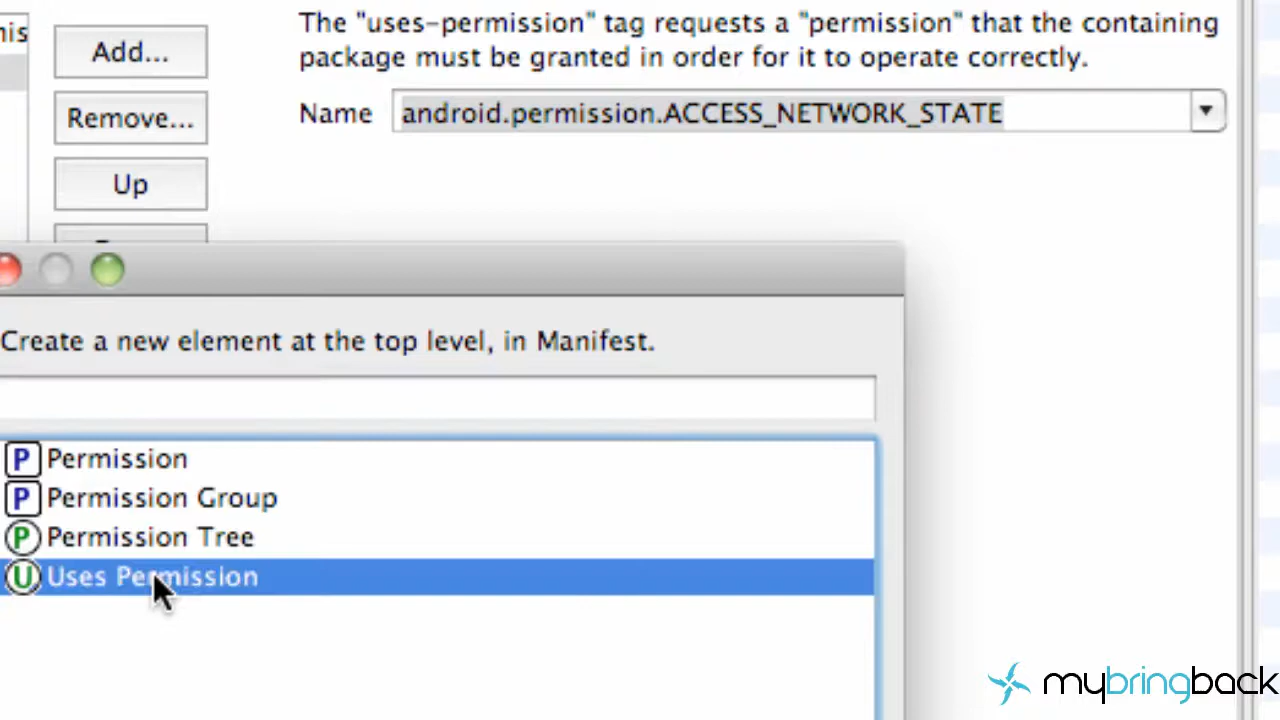 The "uses-permission" tag requests a "permission" that the containing
package must be granted in order for it to operate correctly.
Add...
Remove...
Up
Name android.permission.ACCESS_NETWORK_STATE
Create a new element at the top level, in Manifest.
P Permission
P Permission Group
P Permission Tree
U Uses Permission
mybringback